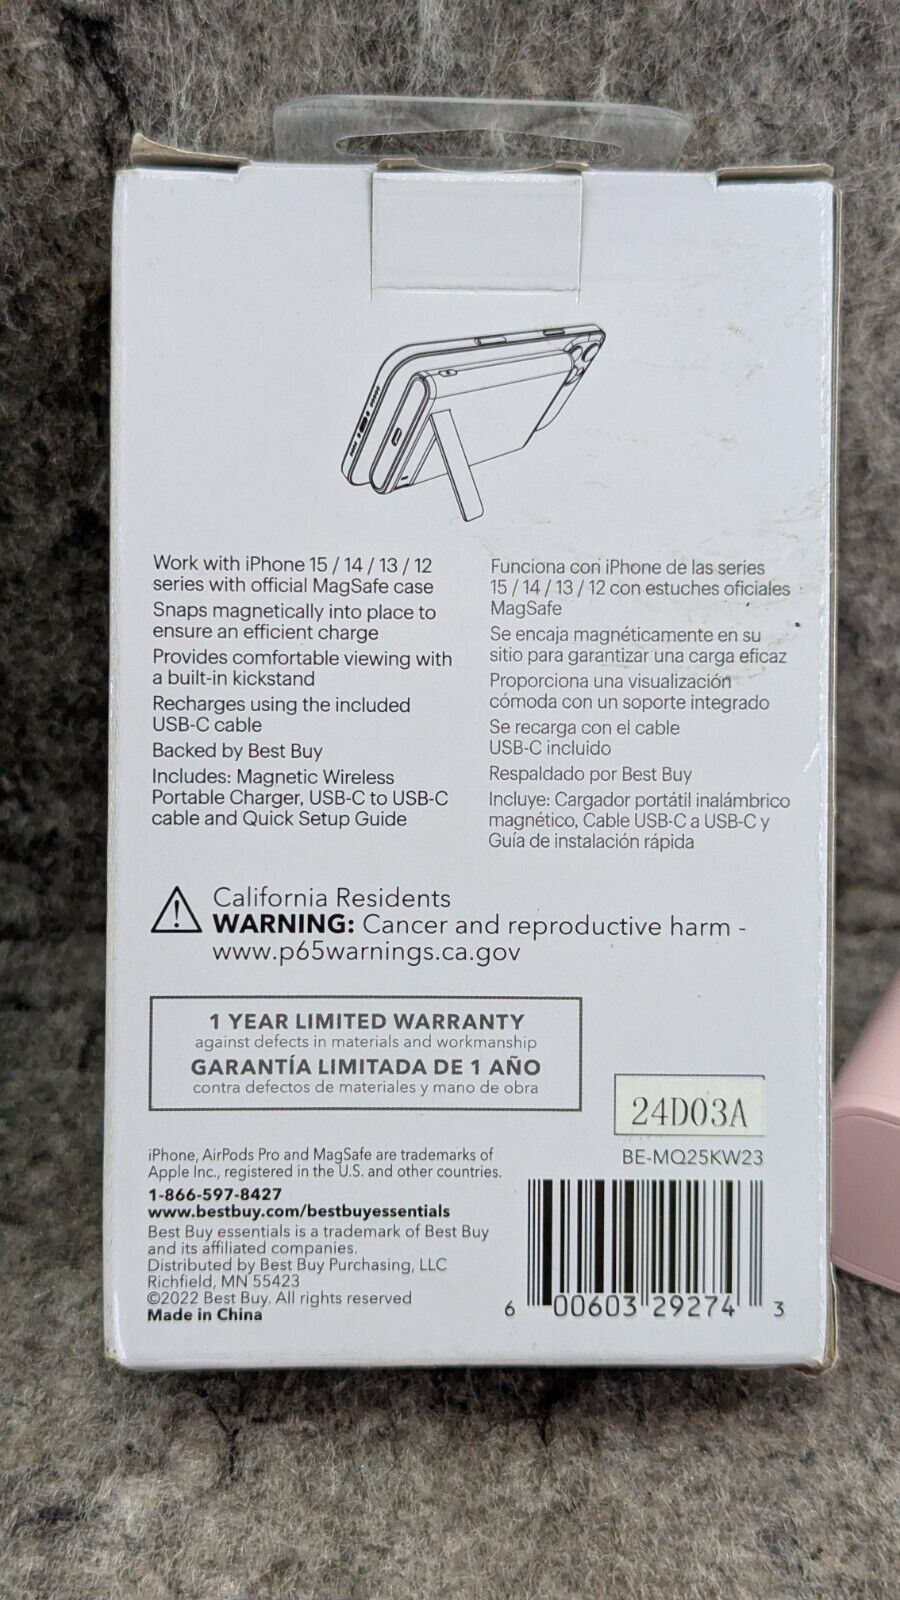 Work with iPhone 15 / 14 / 13 / 12
series with official MagSafe case
Snaps magnetically into place to
ensure an efficient charge
Provides comfortable viewing with
a built-in kickstand
Recharges using the included
USB-C cable
Backed by Best Buy
Includes: Magnetic Wireless
Portable Charger, USB-C to USB-C
cable and Quick Setup Guide
Funciona con iPhone de las series
15 / 14 / 13 / 12 con estuches oficiales
MagSafe
Se encaja magnéticamente en su
sitio para garantizar una carga eficaz
Proporciona una visualización
cómoda con un soporte integrado
Se recarga con el cable
USB-C incluido
Respaldado por Best Buy
Incluye: Cargador portátil inalámbrico
magnético, Cable USB-C a USB-C y
Guía de instalación rápida
California Residents
WARNING: Cancer and reproductive harm -
www.p65warnings.ca.gov
1 YEAR LIMITED WARRANTY
against defects in materials and workmanship
GARANTÍA LIMITADA DE 1 AÑO
contra defectos de materiales y mano de obra
24D03A
BE-MQ25KW23
iPhone, AirPods Pro and MagSafe are trademarks of
Apple Inc., registered in the U.S. and other countries.
1-866-597-8427
www.bestbuy.com/bestbuyessentials
Best Buy essentials is a trademark of Best Buy
and its affiliated companies.
Distributed by Best Buy Purchasing, LLC
Richfield, MN 55423
©2022 Best Buy. All rights reserved
Made in China
6 00603 29274 3